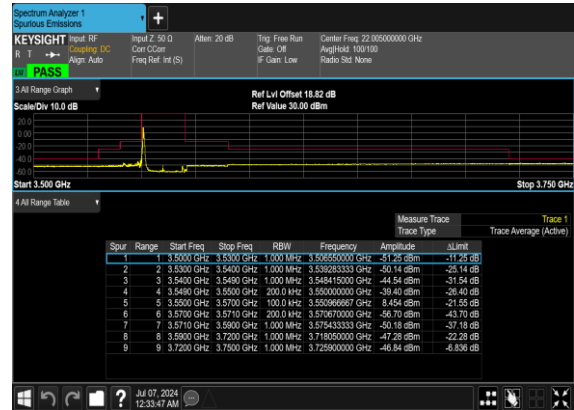 Spectrum Analyzer 1
Spurious Emissions
+
KEYSIGHT Input: RF Input Z: 50 Ω Atten: 20 dB Trig: Free Run Center Freq: 22.005000000 GHz
R T Coupling: DC Corr CCorr Gate: Off Avg|Hold: 100/100
Align: Auto Freq Ref: Int (S) IF Gain: Low Radio Std: None
PASS
3 All Range Graph
Ref Lvl Offset 18.82 dB
Scale/Div 10.0 dB Ref Value 30.00 dBm
20.0
0.00
-20.0
-40.0
-60.0
Start 3.500 GHz Stop 3.750 GHz
4 All Range Table
Measure Trace Trace 1
Trace Type Trace Average (Active)
Spur Range Start Freq Stop Freq RBW Frequency Amplitude ΔLimit
1 1 3.5000 GHz 3.5300 GHz 1.000 MHz 3.506550000 GHz -51.25 dBm -11.25 dB
2 2 3.5300 GHz 3.5400 GHz 1.000 MHz 3.539283333 GHz -50.14 dBm -25.14 dB
3 3 3.5400 GHz 3.5490 GHz 1.000 MHz 3.548415000 GHz -44.54 dBm -31.54 dB
4 4 3.5490 GHz 3.5500 GHz 200.0 kHz 3.550000000 GHz -39.40 dBm -26.40 dB
5 5 3.5500 GHz 3.5700 GHz 100.0 kHz 3.550966667 GHz 8.454 dBm -21.55 dB
6 6 3.5700 GHz 3.5710 GHz 200.0 kHz 3.570670000 GHz -56.70 dBm -43.70 dB
7 7 3.5710 GHz 3.5900 GHz 1.000 MHz 3.575433333 GHz -50.18 dBm -37.18 dB
8 8 3.5900 GHz 3.7200 GHz 1.000 MHz 3.718050000 GHz -47.28 dBm -22.28 dB
9 9 3.7200 GHz 3.7500 GHz 1.000 MHz 3.725900000 GHz -46.84 dBm -6.836 dB
? Jul 07, 2024
12:33:47 AM